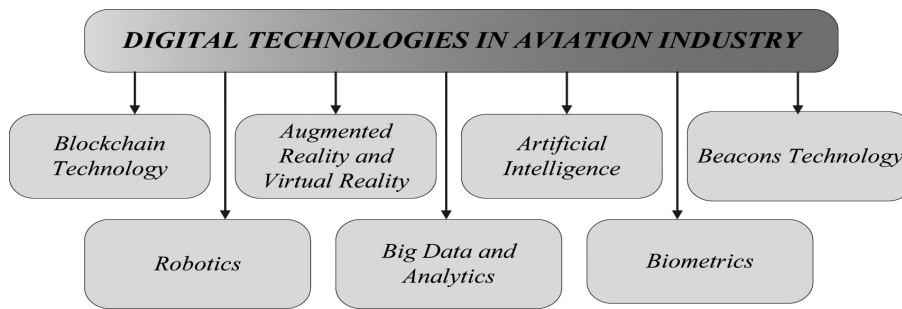 DIGITAL TECHNOLOGIES IN AVIATION INDUSTRY
Blockchain
Technology
Augmented
Reality and
Virtual Reality
Artificial
Intelligence
Beacons Technology
Robotics
Big Data and
Analytics
Biometrics